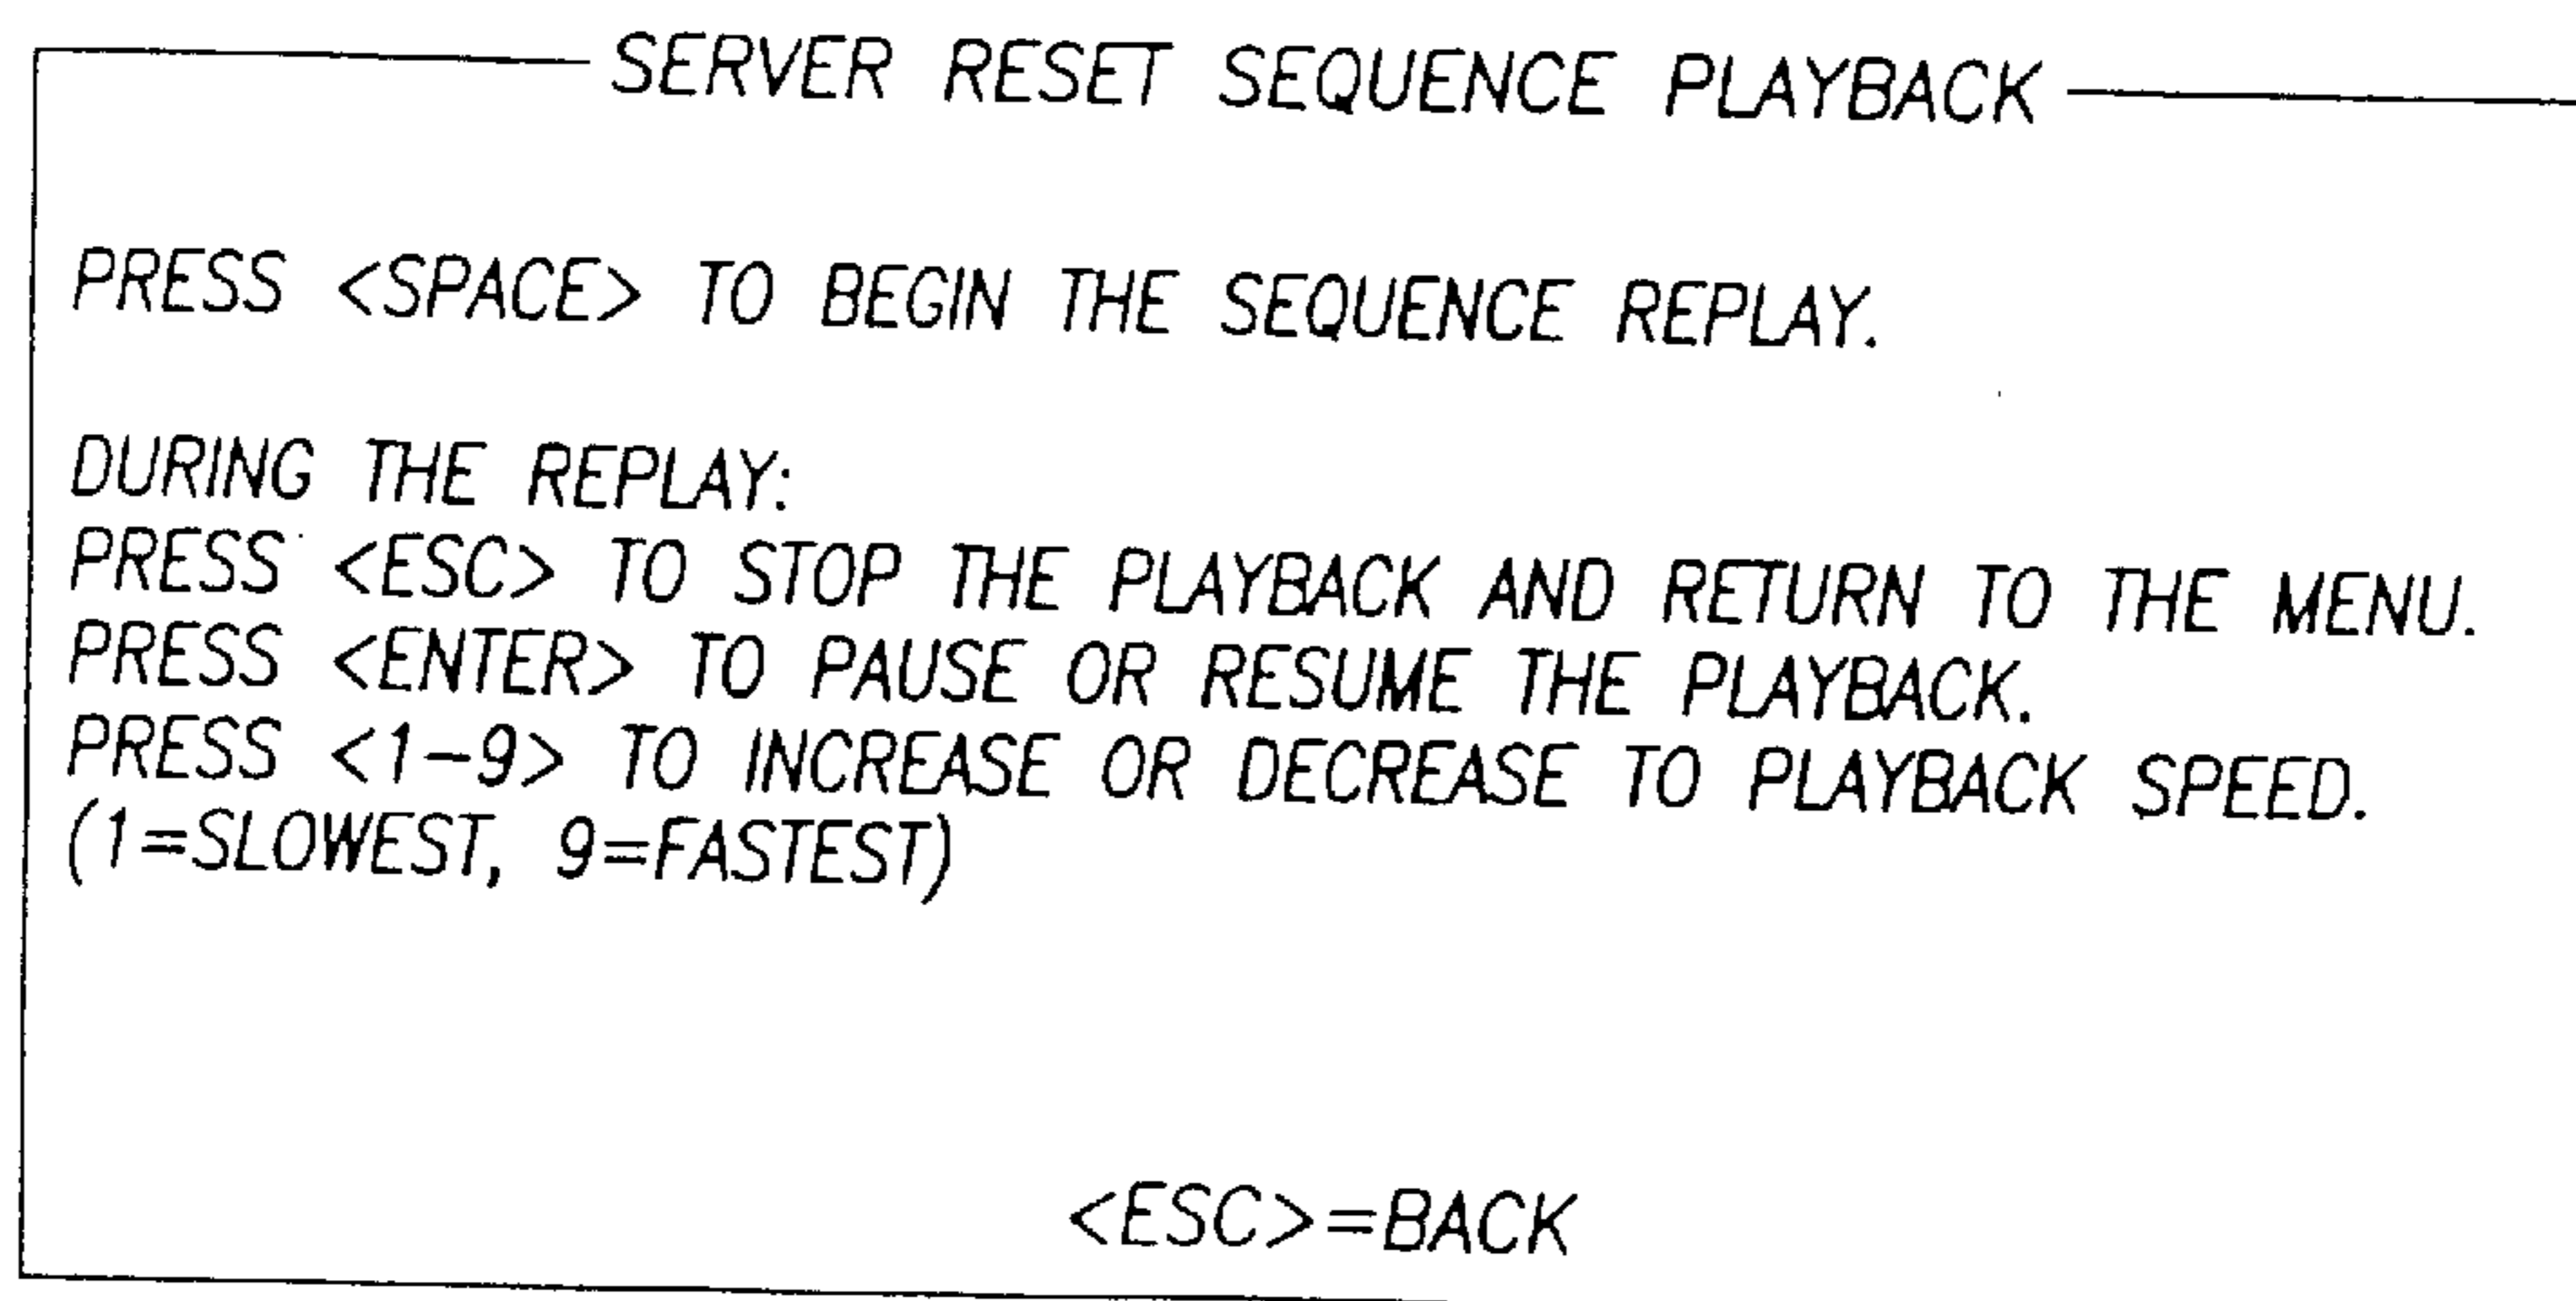 SERVER RESET SEQUENCE PLAYBACK
PRESS <SPACE> TO BEGIN THE SEQUENCE REPLAY.
DURING THE REPLAY:
PRESS <ESC> TO STOP THE PLAYBACK AND RETURN TO THE MENU.
PRESS <ENTER> TO PAUSE OR RESUME THE PLAYBACK.
PRESS <1-9> TO INCREASE OR DECREASE TO PLAYBACK SPEED.
(1=SLOWEST, 9=FASTEST)
<ESC>=BACK